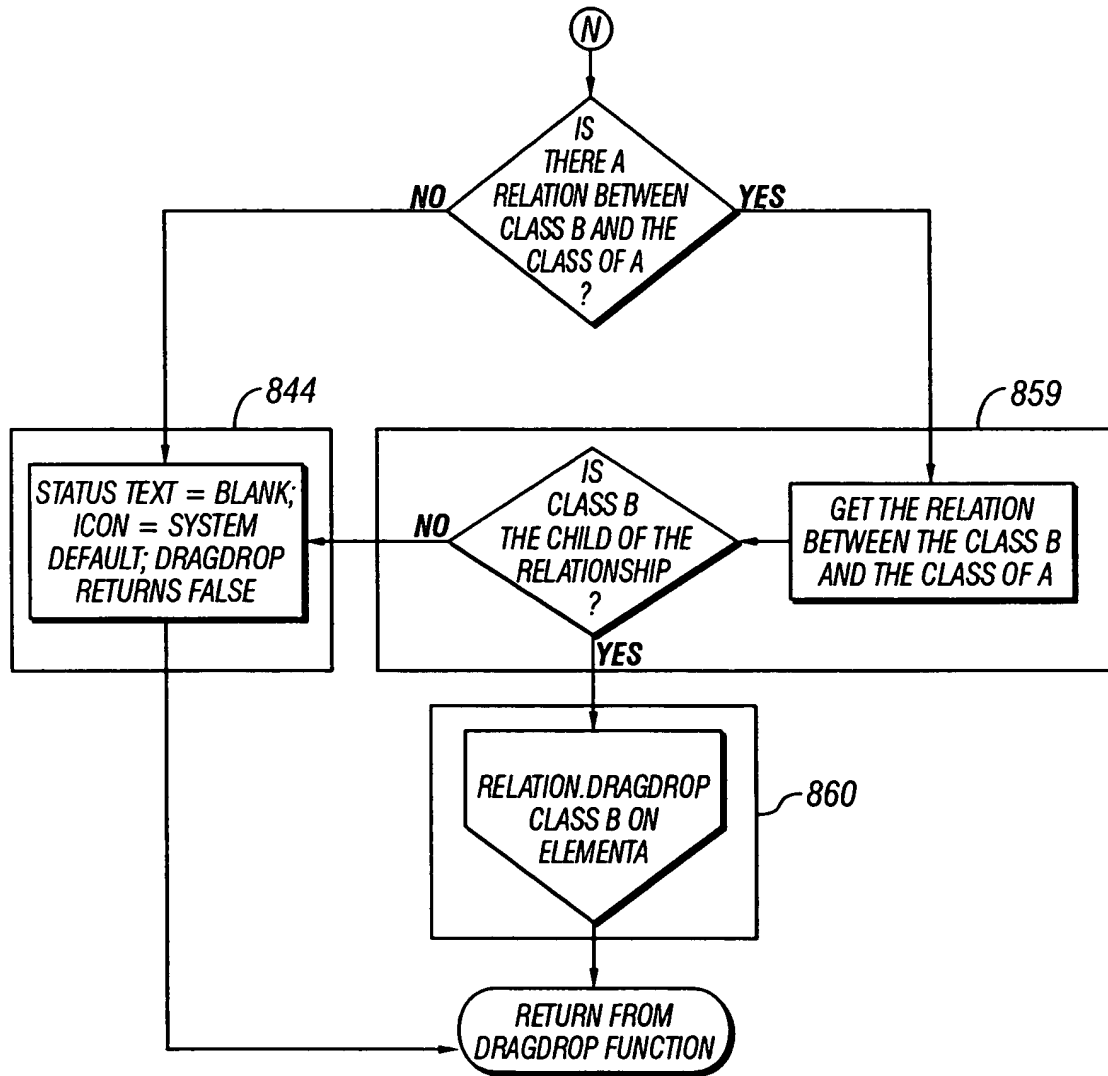 N
IS
THERE A
RELATION BETWEEN
CLASS B AND THE
CLASS OF A
?
NO
YES
844
859
STATUS TEXT = BLANK;
ICON = SYSTEM
DEFAULT; DRAGDROP
RETURNS FALSE
NO
IS
CLASS B
THE CHILD OF THE
RELATIONSHIP
?
YES
GET THE RELATION
BETWEEN THE CLASS B
AND THE CLASS OF A
RELATION.DRAGDROP
CLASS B ON
ELEMENTA
860
RETURN FROM
DRAGDROP FUNCTION